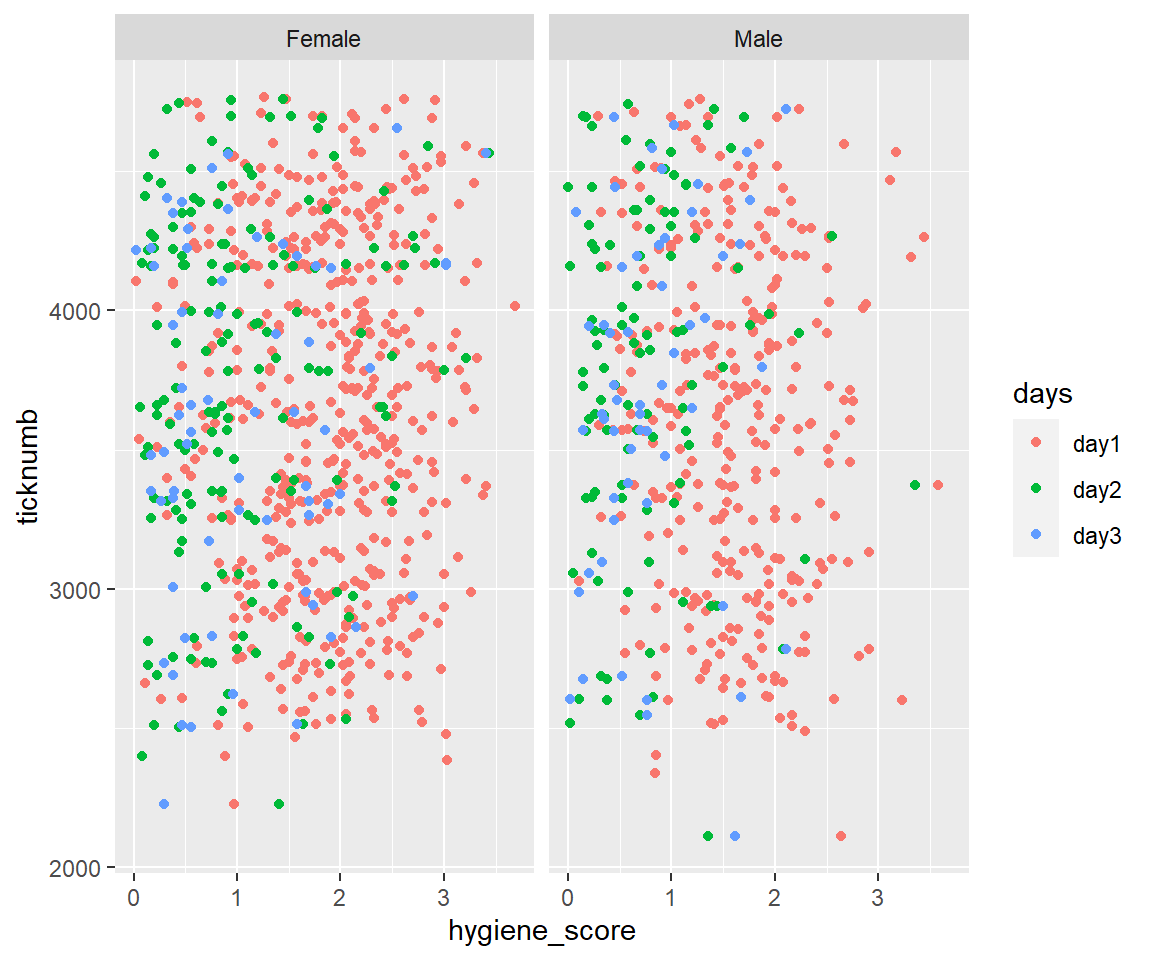 Female Male
ticknumb
4000
3000
2000
0 1 2 3 0 1 2 3
hygiene_score
days
day1
day2
day3